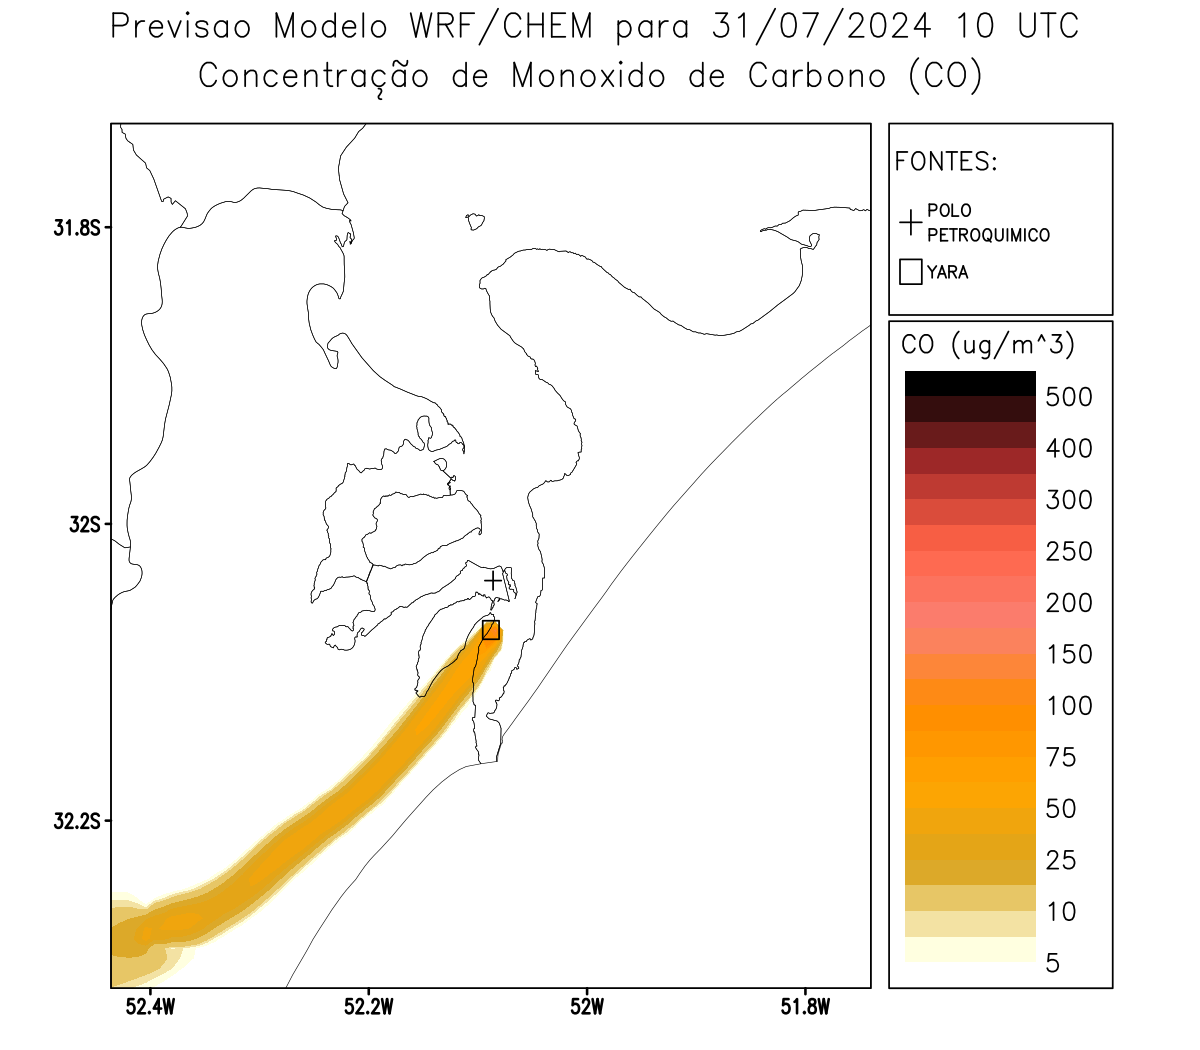 Previsao Modelo WRF/CHEM para 31/07/2024 10 UTC
Concentração de Monoxido de Carbono (CO)
FONTES:
POLO
PETROQUIMICO
YARA
CO (ug/m^3)
500
400
300
250
200
150
100
75
50
25
10
5
31.8S
32S
32.2S
52.4W
52.2W
52W
51.8W